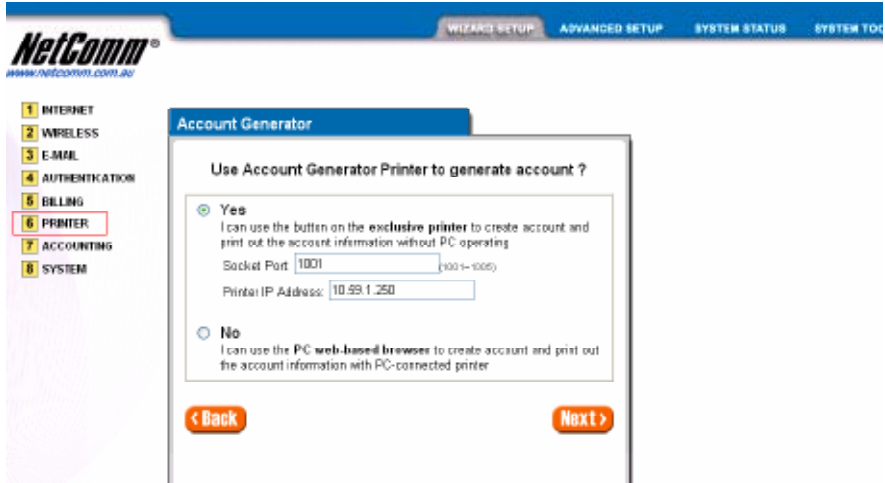 NetComm®
www.netcomm.com.au
WIZARD SETUP ADVANCED SETUP SYSTEM STATUS SYSTEM TOO
1 INTERNET
2 WIRELESS
3 E-MAIL
4 AUTHENTICATION
5 BILLING
6 PRINTER
7 ACCOUNTING
8 SYSTEM
Account Generator
Use Account Generator Printer to generate account ?
Yes
I can use the button on the exclusive printer to create account and
print out the account information without PC operating
Socket Port: 1001 (1001~1005)
Printer IP Address: 10.59.1.250
No
I can use the PC web-based browser to create account and print out
the account information with PC-connected printer
< Back
Next >